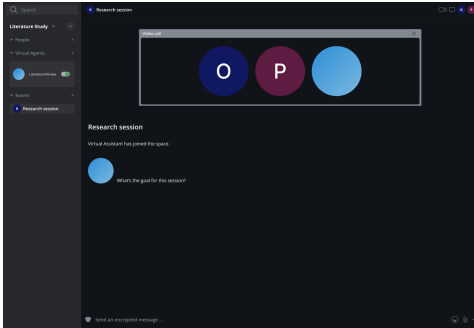 Search
Research session
Literature Study
Video call
People
Virtual Agents
O
P
Literature Review
Rooms
Research session
Research session
Virtual Assistant has joined the space.
What's the goal for this session?
Send an encrypted message ...